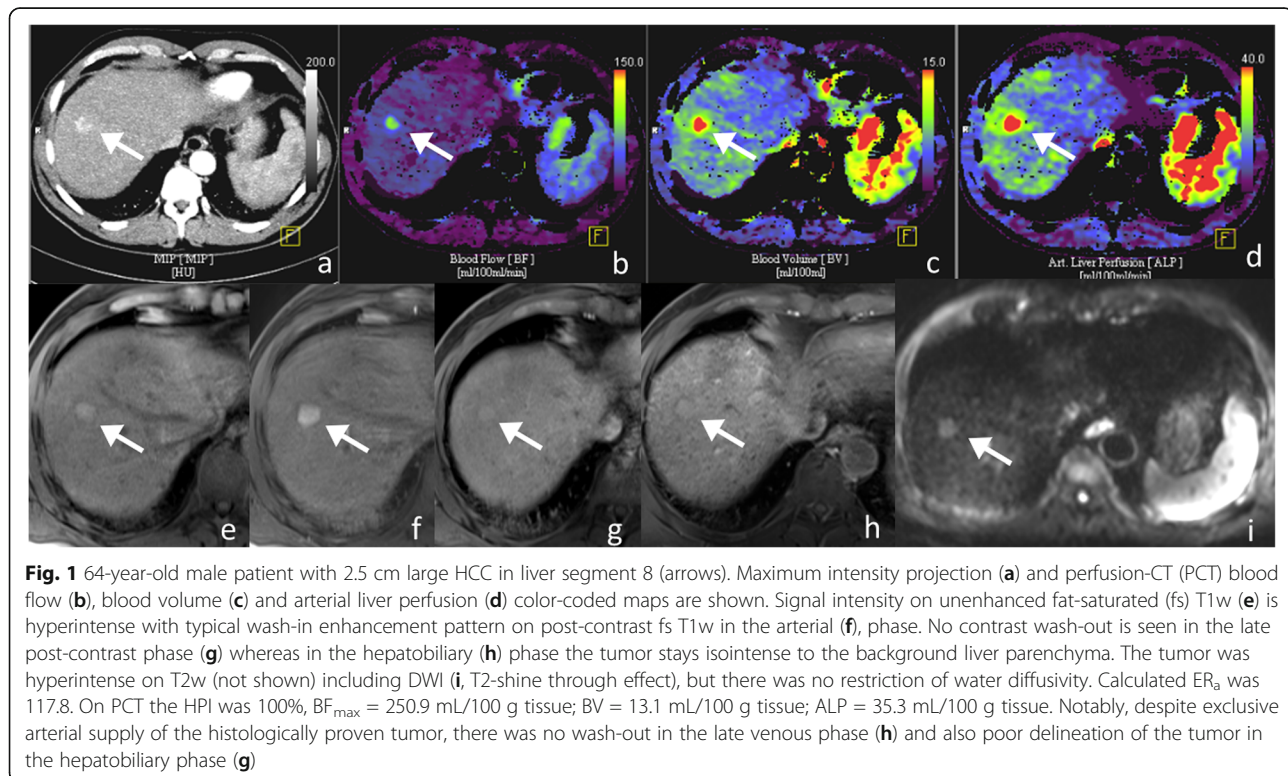 200.0
R
F
MIP [ MIP ]
[HU]
a
150.0
R
F
Blood Flow [ BF ]
[ml/100ml/min]
b
15.0
R
F
Blood Volume [ BV ]
[ml/100ml]
c
40.0
R
F
Art. Liver Perfusion [ ALP ]
[ml/100ml/min]
d
e
f
g
h
i
Fig. 1 64-year-old male patient with 2.5 cm large HCC in liver segment 8 (arrows). Maximum intensity projection (a) and perfusion-CT (PCT) blood
flow (b), blood volume (c) and arterial liver perfusion (d) color-coded maps are shown. Signal intensity on unenhanced fat-saturated (fs) T1w (e) is
hyperintense with typical wash-in enhancement pattern on post-contrast fs T1w in the arterial (f), phase. No contrast wash-out is seen in the late
post-contrast phase (g) whereas in the hepatobiliary (h) phase the tumor stays isointense to the background liver parenchyma. The tumor was
hyperintense on T2w (not shown) including DWI (i, T2-shine through effect), but there was no restriction of water diffusivity. Calculated ERa was
117.8. On PCT the HPI was 100%, BFmax = 250.9 mL/100 g tissue; BV = 13.1 mL/100 g tissue; ALP = 35.3 mL/100 g tissue. Notably, despite exclusive
arterial supply of the histologically proven tumor, there was no wash-out in the late venous phase (h) and also poor delineation of the tumor in
the hepatobiliary phase (g)